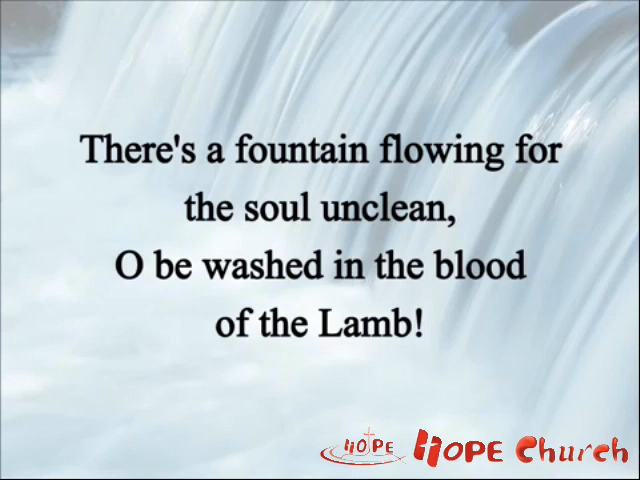 There's a fountain flowing for
the soul unclean,
O be washed in the blood
of the Lamb!
HOPE HOPE Church